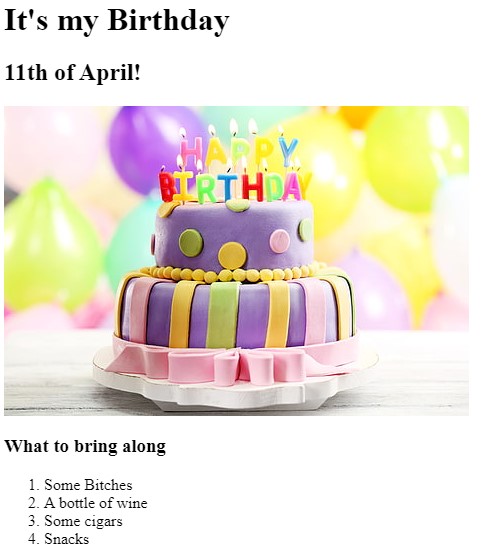 It's my Birthday
11th of April!
HAPPY
BIRTHDAY
What to bring along
1. Some Bitches
2. A bottle of wine
3. Some cigars
4. Snacks